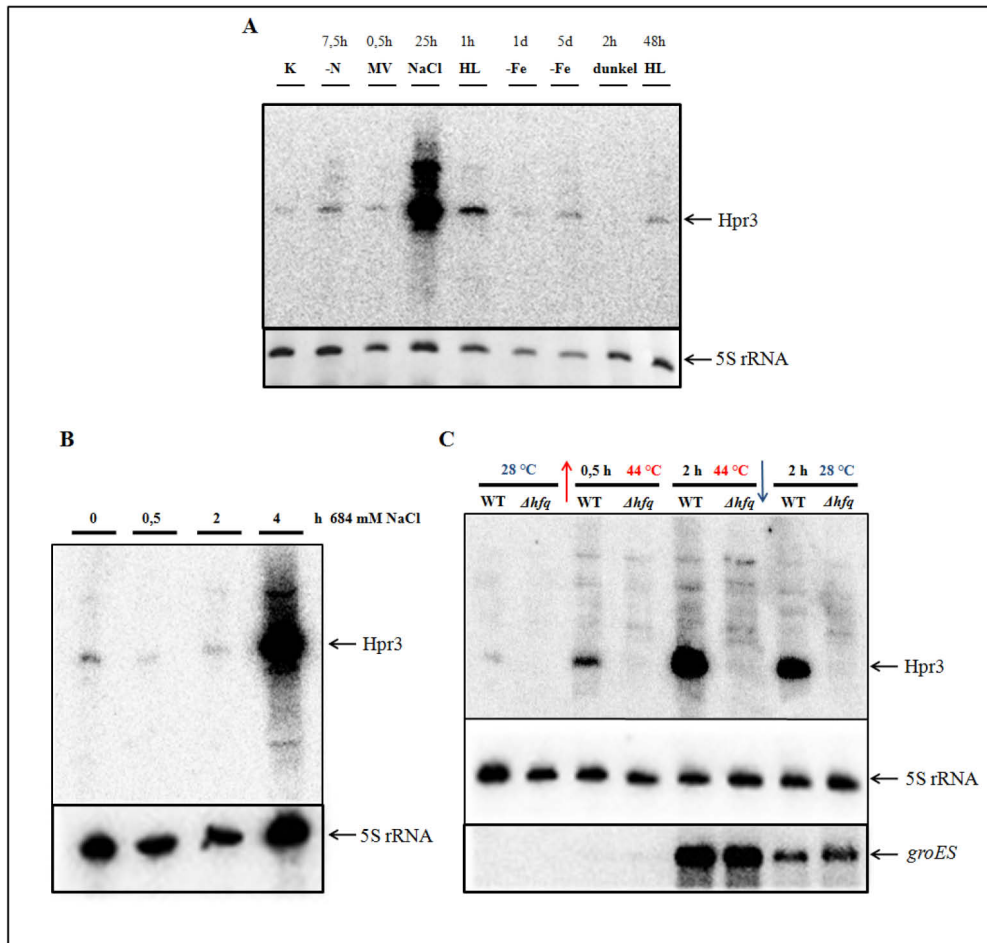 A
7,5h 0,5h 25h 1h 1d 5d 2h 48h
K -N MV NaCl HL -Fe -Fe dunkel HL
Hpr3
5S rRNA
B
0 0,5 2 4 h 684 mM NaCl
Hpr3
5S rRNA
C
28 °C 0,5 h 44 °C 2 h 44 °C 2 h 28 °C
WT Δhfq WT Δhfq WT Δhfq WT Δhfq
Hpr3
5S rRNA
groES